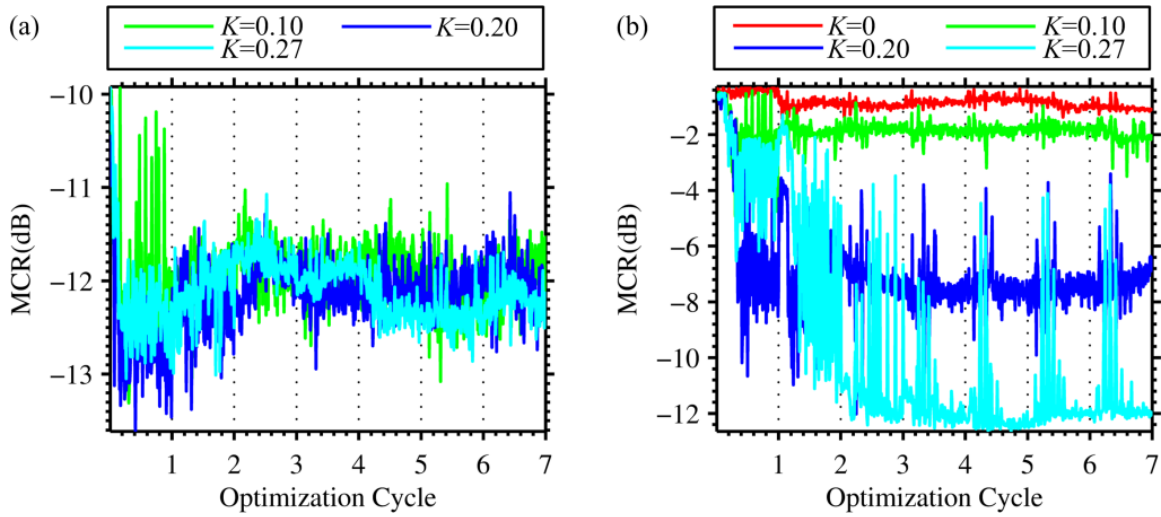 (a)
K=0.10 K=0.20
K=0.27
MCR(dB)
−10
−11
−12
−13
1 2 3 4 5 6 7
Optimization Cycle
(b)
K=0 K=0.10
K=0.20 K=0.27
MCR(dB)
−2
−4
−6
−8
−10
−12
1 2 3 4 5 6 7
Optimization Cycle